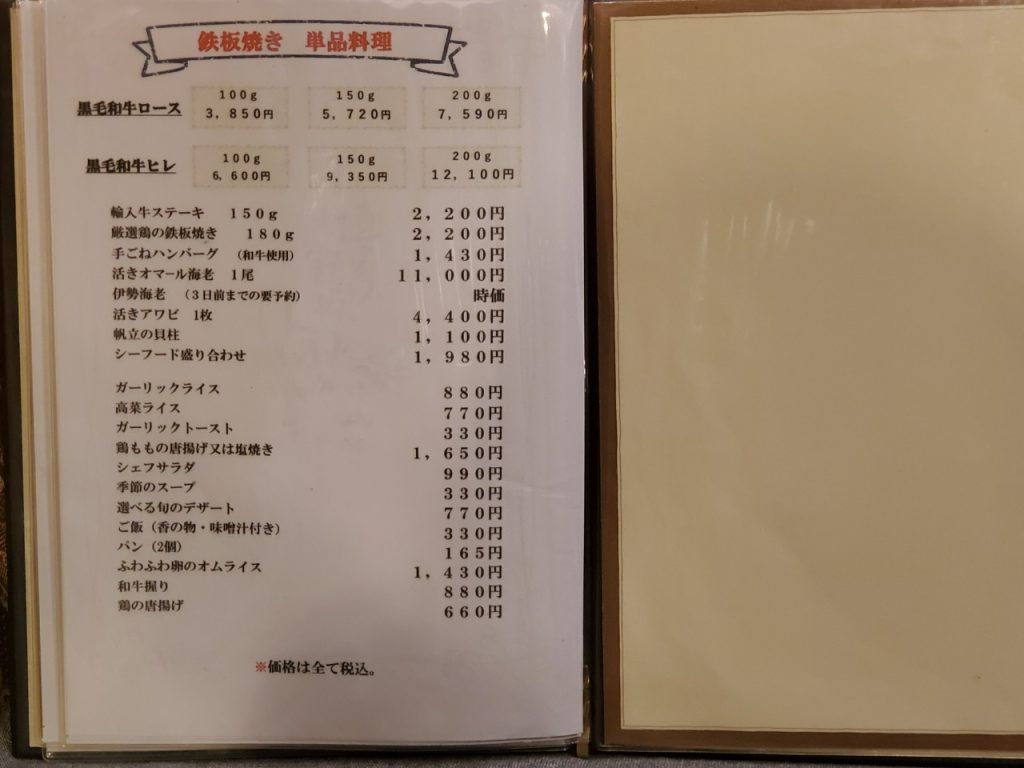 鉄板焼き 単品料理
黒毛和牛ロース 100g 3,850円 150g 5,720円 200g 7,590円
黒毛和牛ヒレ 100g 6,600円 150g 9,350円 200g 12,100円
輸入牛ステーキ 150g 2,200円
厳選鶏の鉄板焼き 180g 2,200円
手ごねハンバーグ (和牛使用) 1,430円
活きオマール海老 1尾 11,000円
伊勢海老 (3日前までの要予約) 時価
活きアワビ 1枚 4,400円
帆立の貝柱 1,100円
シーフード盛り合わせ 1,980円
ガーリックライス 880円
高菜ライス 770円
ガーリックトースト 330円
鶏ももの唐揚げ又は塩焼き 1,650円
シェフサラダ 990円
季節のスープ 330円
選べる旬のデザート 770円
ご飯(香の物・味噌汁付き) 330円
パン(2個) 165円
ふわふわ卵のオムライス 1,430円
和牛握り 880円
鶏の唐揚げ 660円
※価格は全て税込。